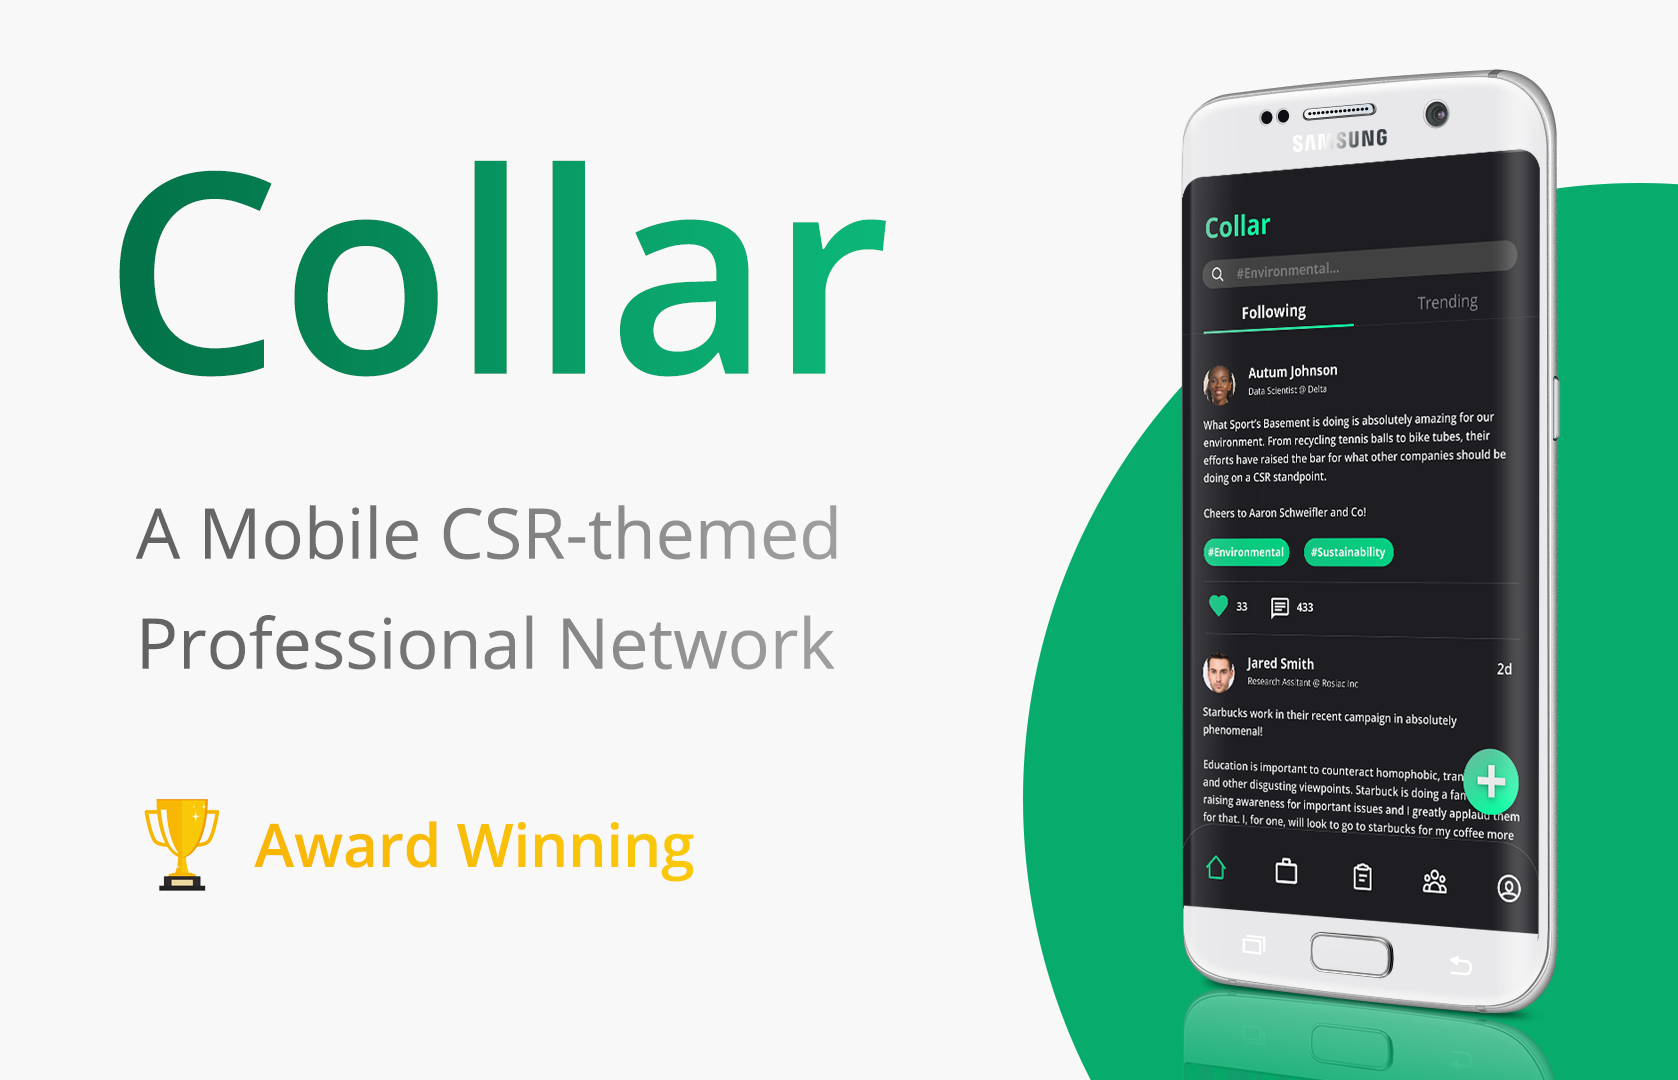 Collar
A Mobile CSR-themed
Professional Network
Award Winning
SAMSUNG
Collar
#Environmental...
Following
Trending
Autum Johnson
Data Scientist @ Delta
What Sport's Basement is doing is absolutely amazing for our
environment. From recycling tennis balls to bike tubes, their
efforts have raised the bar for what other companies should be
doing on a CSR standpoint.
Cheers to Aaron Schweifler and Co!
#Environmental #Sustainability
33 433
Jared Smith
2d
Research Assitant @ Rosiac Inc
Starbucks work in their recent campaign in absolutely
phenomenal!
Education is important to counteract homophobic,
and other disgusting viewpoints. Starbuck is doing a
raising awareness for important issues and I greatly applaud them
for that. I, for one, will look to go to starbucks for my coffee more